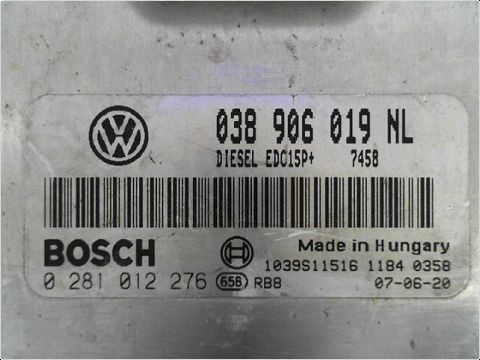 038 906 019 NL
DIESEL EDC15P+ 7458
BOSCH
Made in Hungary
1039S11516 1184 0358
0 281 012 276 658 RB8 07-06-20